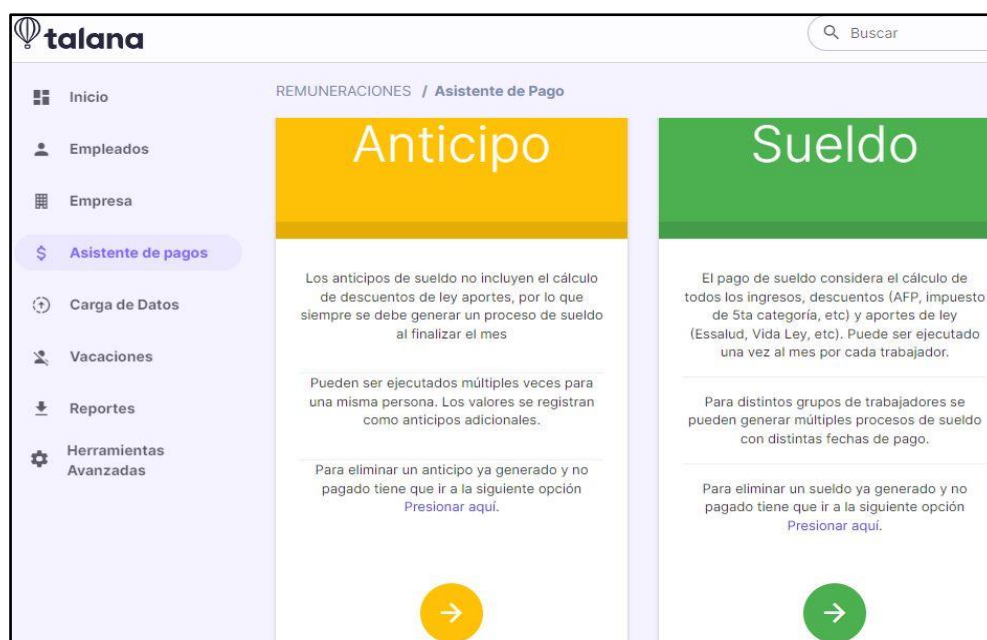 talana
Buscar
Inicio
Empleados
Empresa
Asistente de pagos
Carga de Datos
Vacaciones
Reportes
Herramientas
Avanzadas
REMUNERACIONES / Asistente de Pago
Anticipo
Los anticipos de sueldo no incluyen el cálculo
de descuentos de ley aportes, por lo que
siempre se debe generar un proceso de sueldo
al finalizar el mes
Pueden ser ejecutados múltiples veces para
una misma persona. Los valores se registran
como anticipos adicionales.
Para eliminar un anticipo ya generado y no
pagado tiene que ir a la siguiente opción
Presionar aquí.
Sueldo
El pago de sueldo considera el cálculo de
todos los ingresos, descuentos (AFP, impuesto
de 5ta categoría, etc) y aportes de ley
(Essalud, Vida Ley, etc). Puede ser ejecutado
una vez al mes por cada trabajador.
Para distintos grupos de trabajadores se
pueden generar múltiples procesos de sueldo
con distintas fechas de pago.
Para eliminar un sueldo ya generado y no
pagado tiene que ir a la siguiente opción
Presionar aquí.